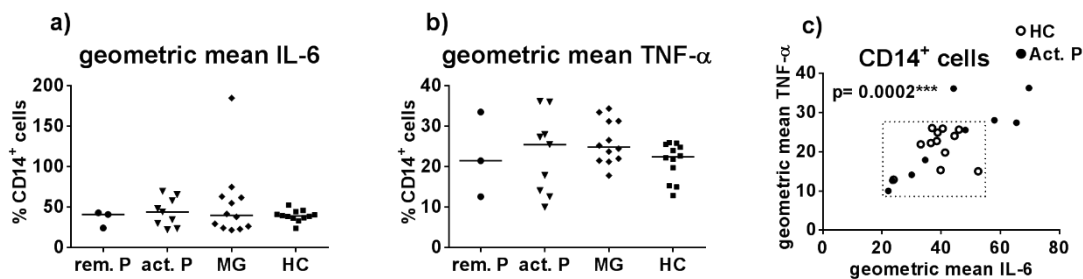 a)
geometric mean IL-6
% CD14+ cells
200
150
100
50
0
rem. P act. P MG HC
b)
geometric mean TNF-α
% CD14+ cells
40
30
20
10
0
rem. P act. P MG HC
c)
HC
Act. P
CD14+ cells
p= 0.0002***
geometric mean TNF-α
40
30
20
10
0
0 20 40 60 80
geometric mean IL-6